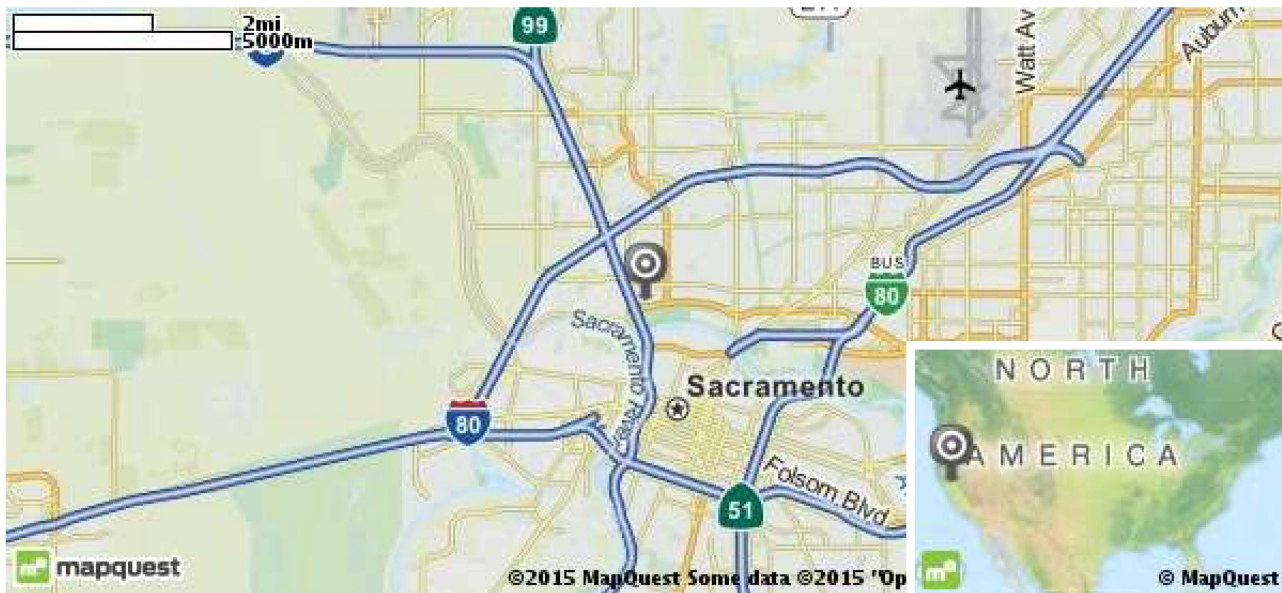 2mi
5000m
99
Watt Av
Auburn
BUS
80
Sacramento River
Sacramento
80
Folsom Blvd
51
NORTH
AMERICA
mapquest
©2015 MapQuest Some data ©2015 "Op
m
© MapQuest